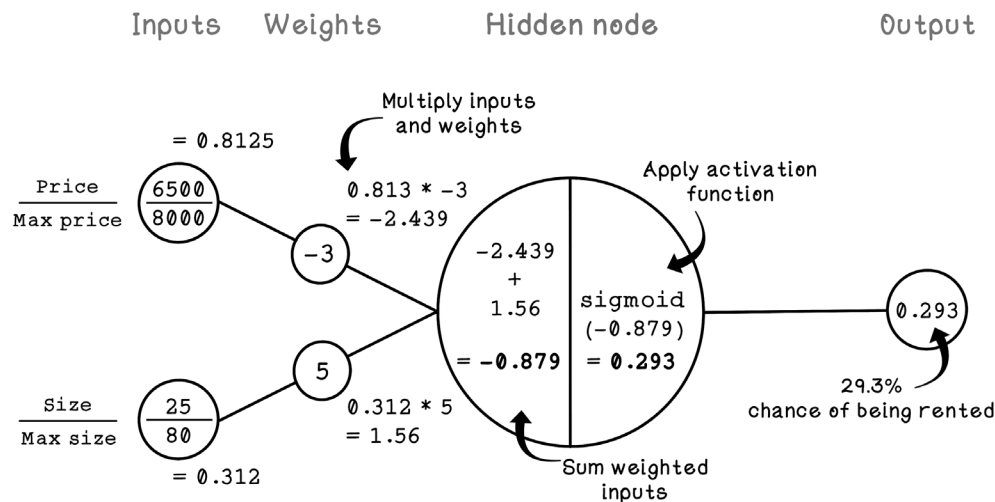 Inputs
Weights
Hidden node
Output
Multiply inputs
and weights
= 0.8125
Price
Max price
6500
8000
-3
0.813 * -3
= -2.439
Apply activation
function
-2.439
+
1.56
= -0.879
sigmoid
(-0.879)
= 0.293
0.293
29.3%
chance of being rented
5
0.312 * 5
= 1.56
Size
Max size
25
80
= 0.312
Sum weighted
inputs